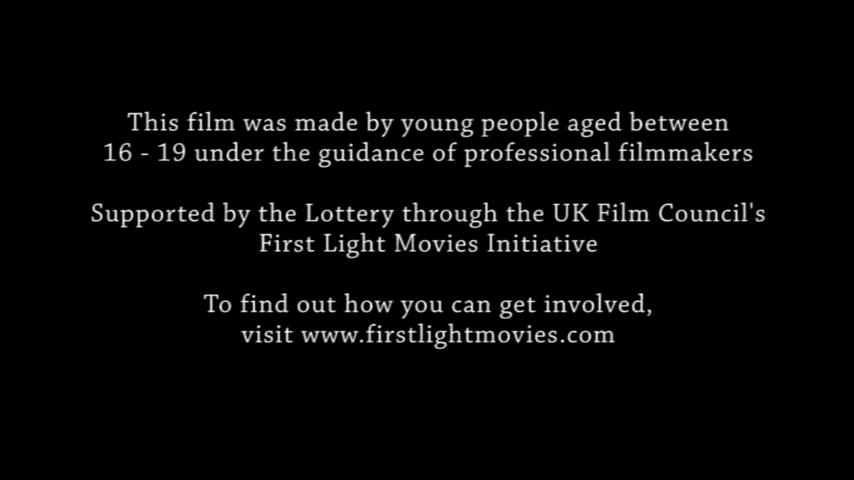 This film was made by young people aged between
16 - 19 under the guidance of professional filmmakers
Supported by the Lottery through the UK Film Council's
First Light Movies Initiative
To find out how you can get involved,
visit www.firstlightmovies.com